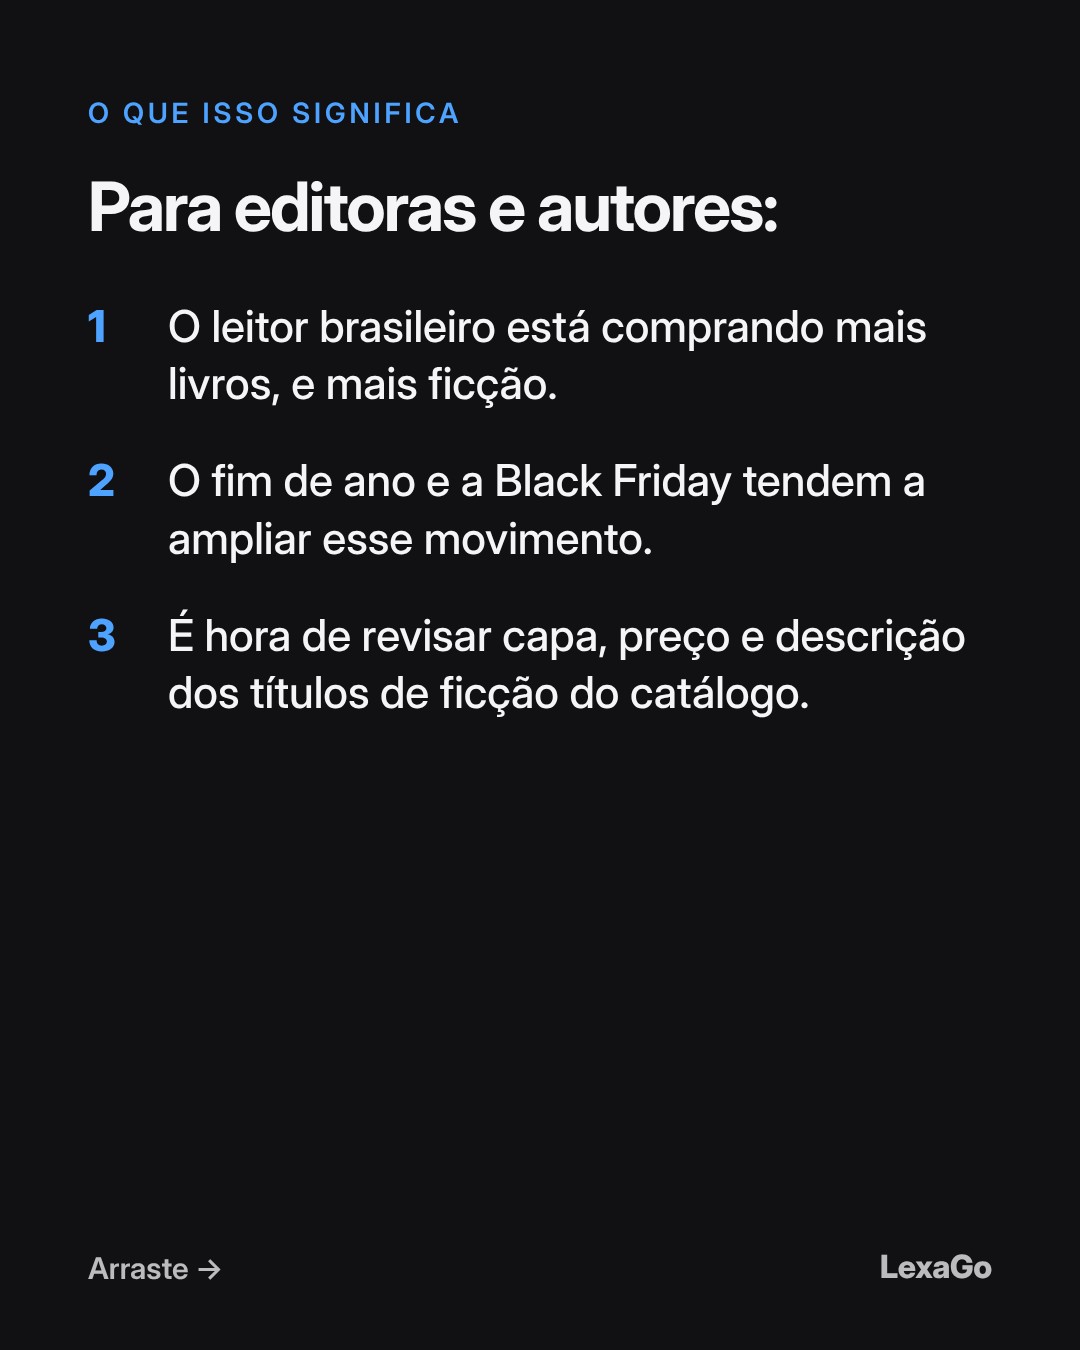 O QUE ISSO SIGNIFICA
Para editoras e autores:
1 O leitor brasileiro está comprando mais
livros, e mais ficção.
2 O fim de ano e a Black Friday tendem a
ampliar esse movimento.
3 É hora de revisar capa, preço e descrição
dos títulos de ficção do catálogo.
Arraste →
LexaGo